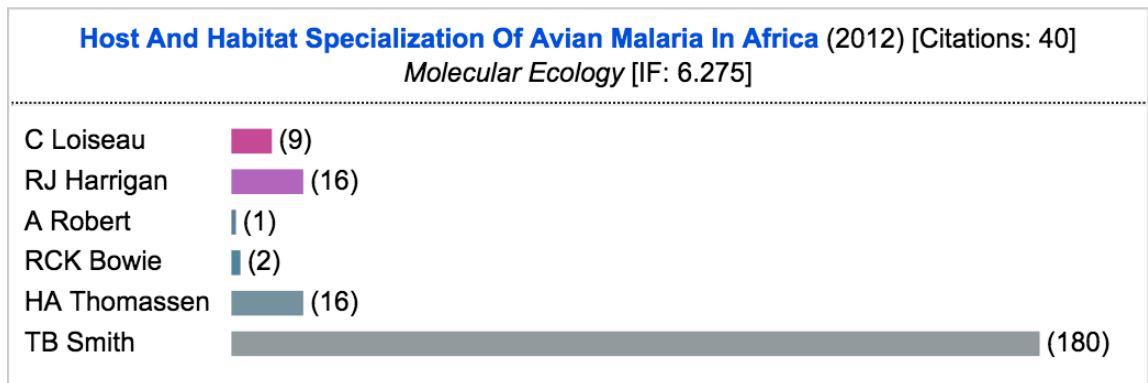 Host And Habitat Specialization Of Avian Malaria In Africa (2012) [Citations: 40]
Molecular Ecology [IF: 6.275]
C Loiseau (9)
RJ Harrigan (16)
A Robert (1)
RCK Bowie (2)
HA Thomassen (16)
TB Smith (180)